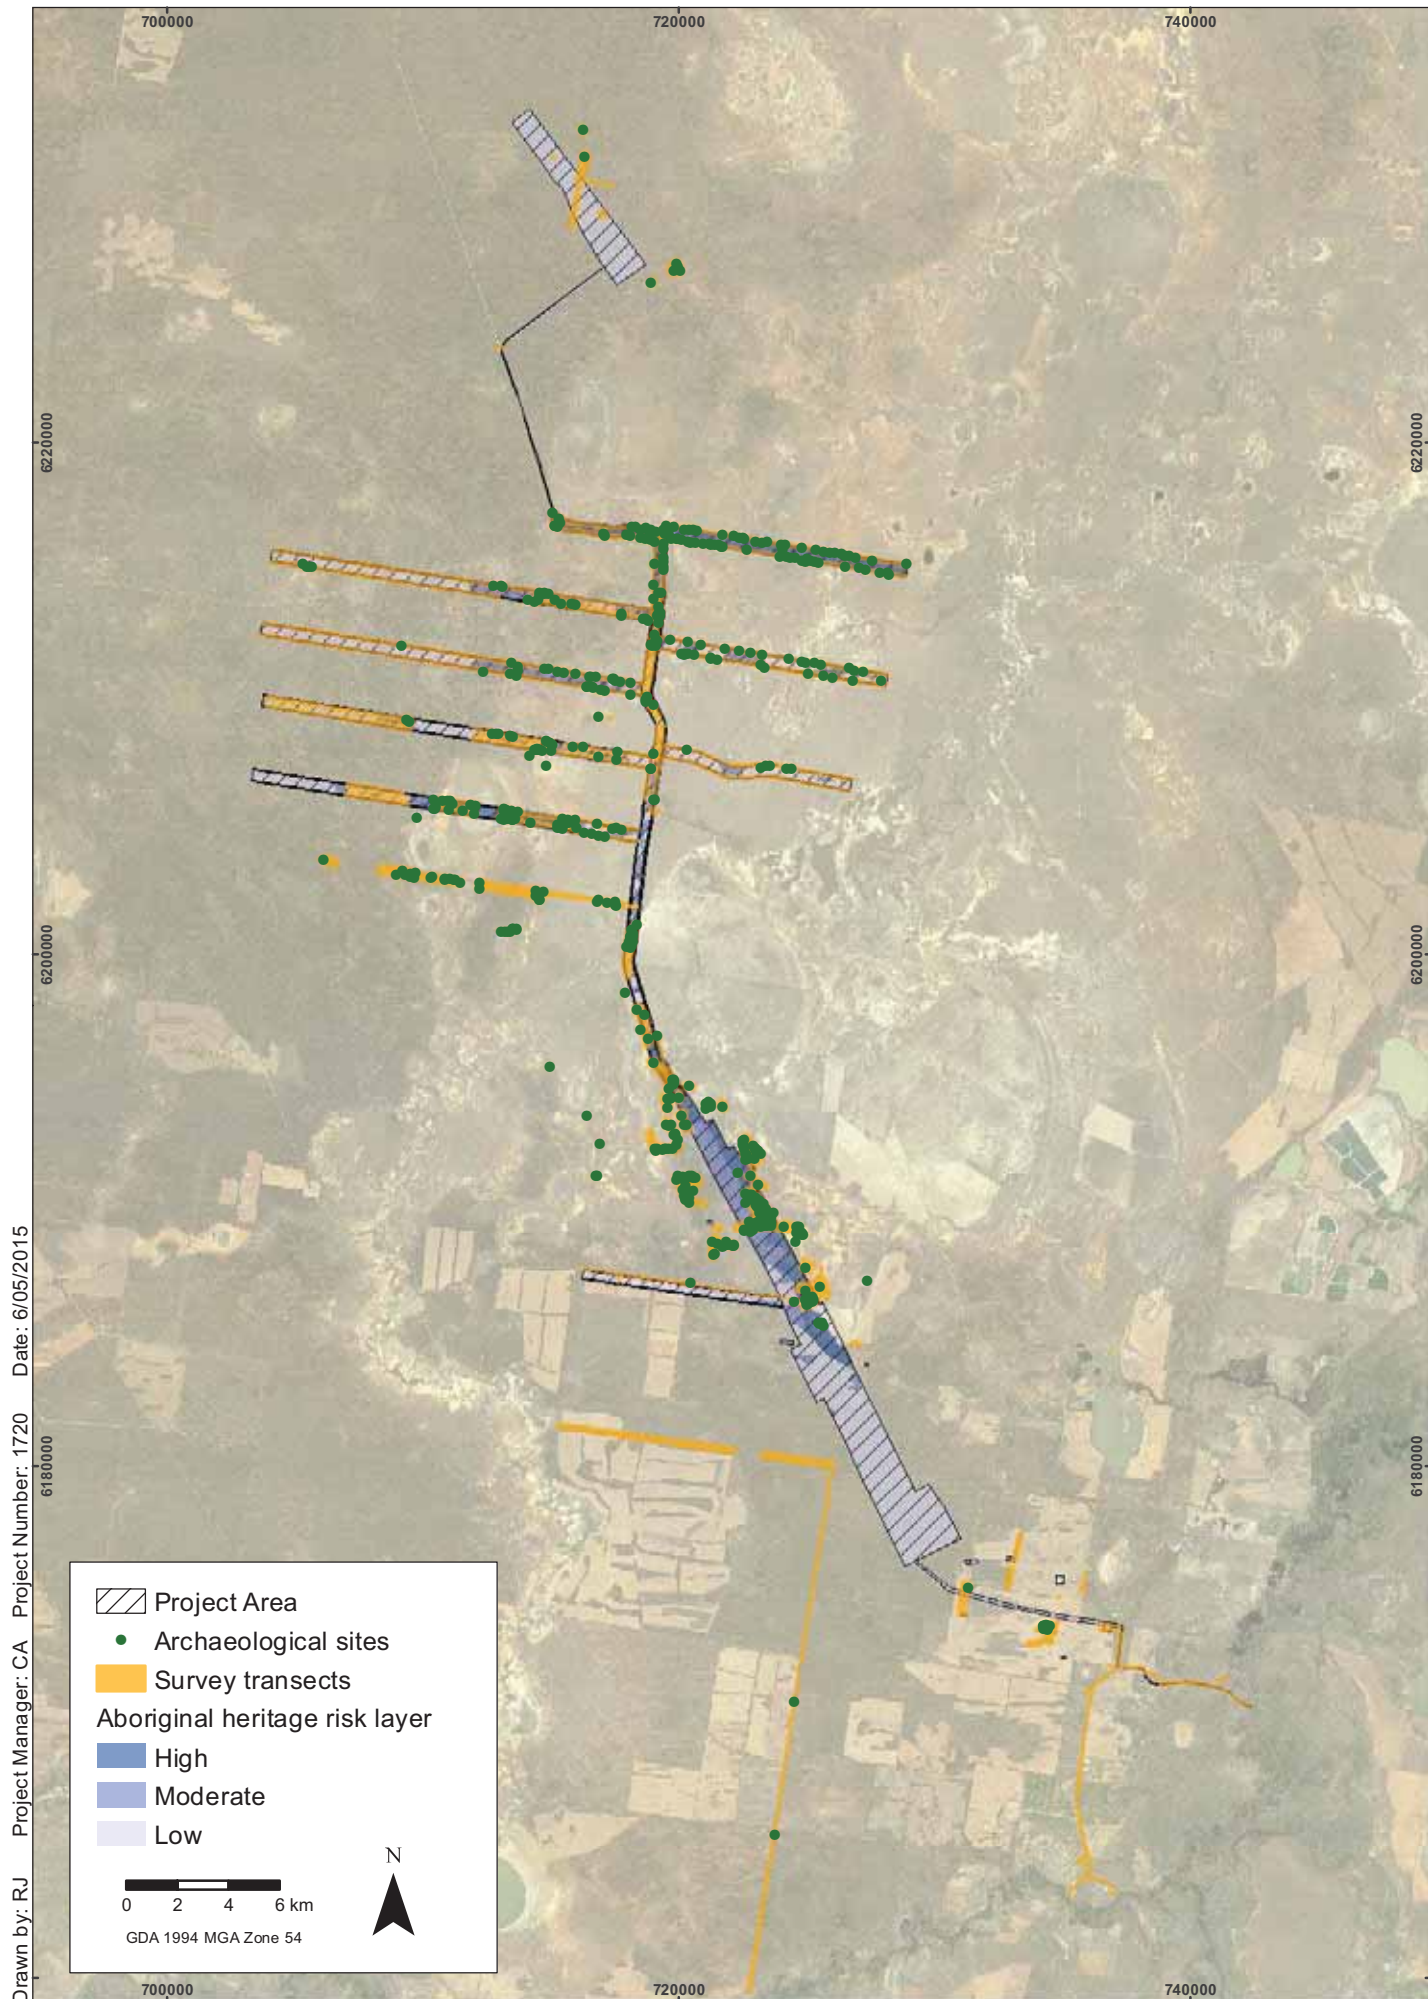 700000
720000
740000
6220000
6220000
6200000
6200000
6180000
6180000
Drawn by: RJ Project Manager: CA Project Number: 1720 Date: 6/05/2015
Project Area
Archaeological sites
Survey transects
Aboriginal heritage risk layer
High
Moderate
Low
N
0 2 4 6 km
GDA 1994 MGA Zone 54
700000
720000
740000